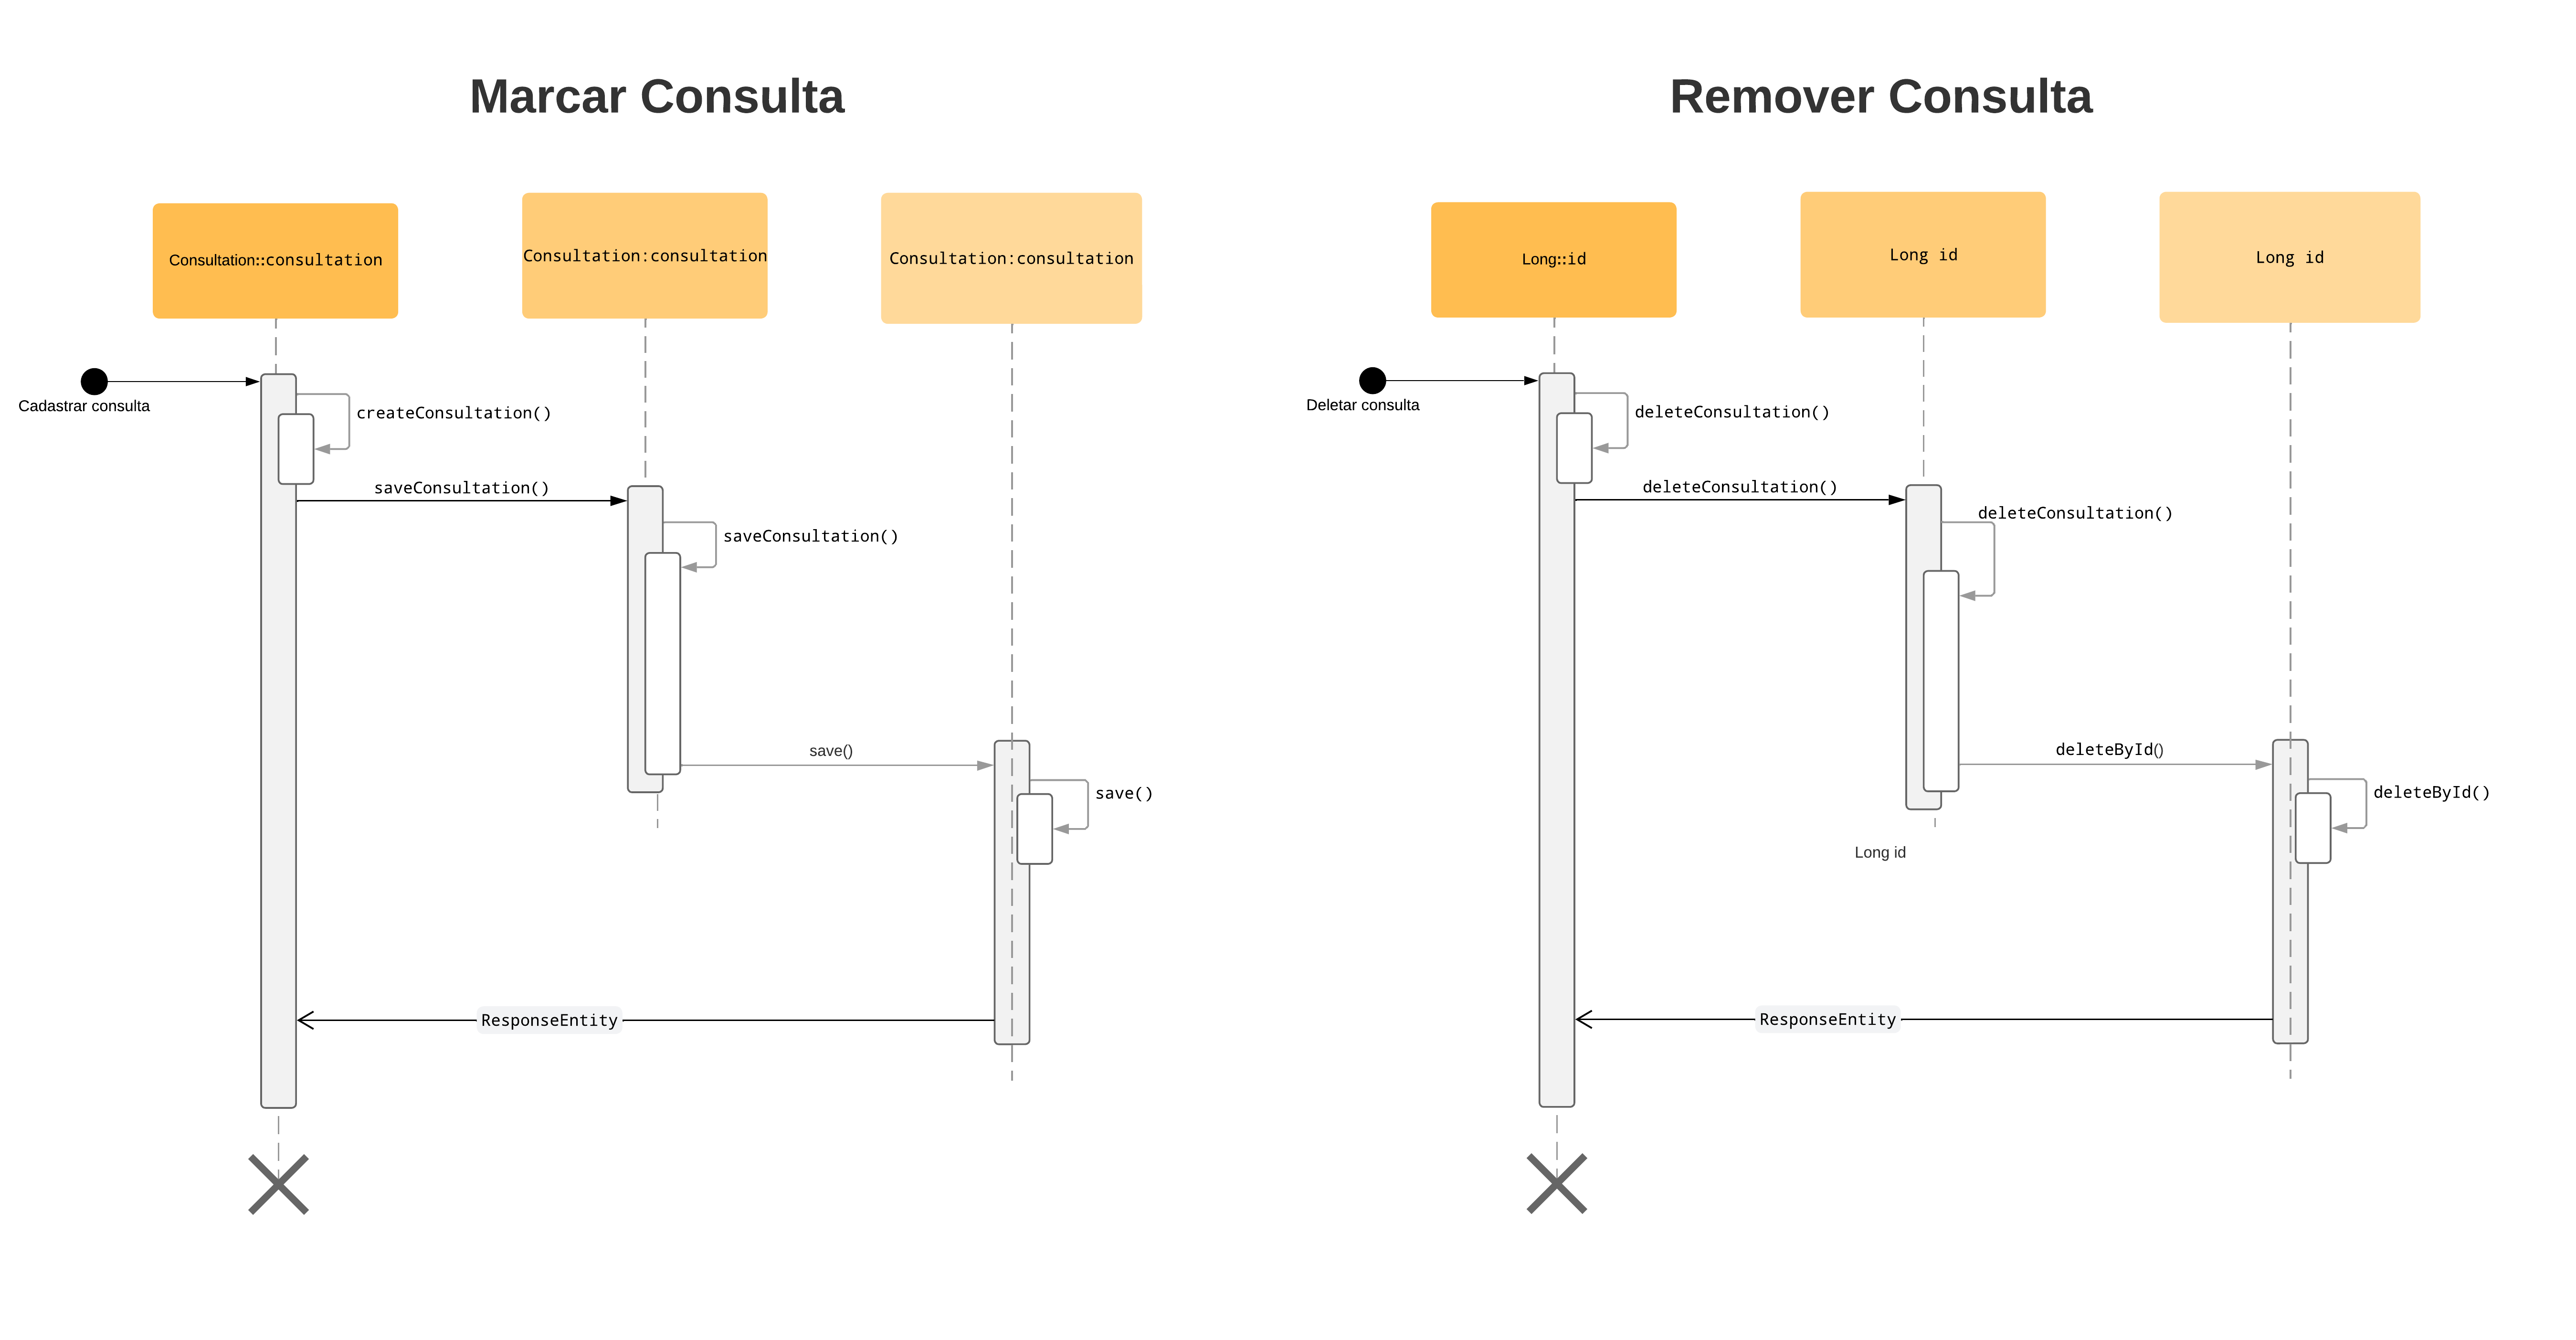 Marcar Consulta
Consultation::consultation
Consultation:consultation
Consultation:consultation
Cadastrar consulta
createConsultation()
saveConsultation()
saveConsultation()
save()
save()
ResponseEntity
Remover Consulta
Long::id
Long id
Long id
Deletar consulta
deleteConsultation()
deleteConsultation()
deleteConsultation()
deleteById()
deleteById()
Long id
ResponseEntity